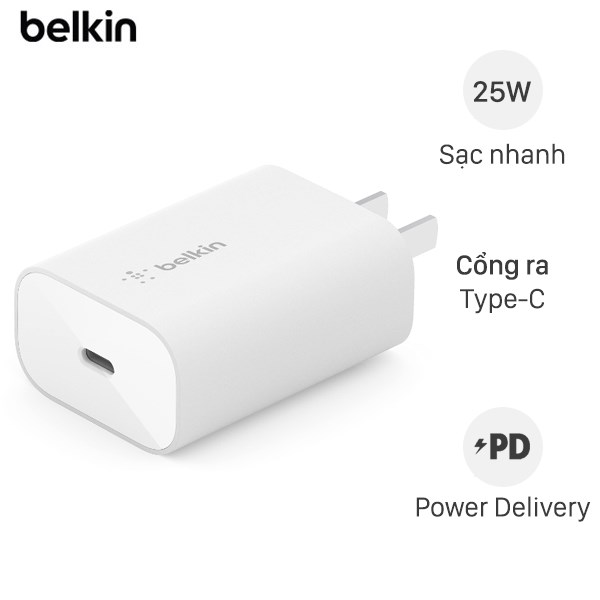 belkin
25W
Sạc nhanh
belkin
Cổng ra
Type-C
PD
Power Delivery